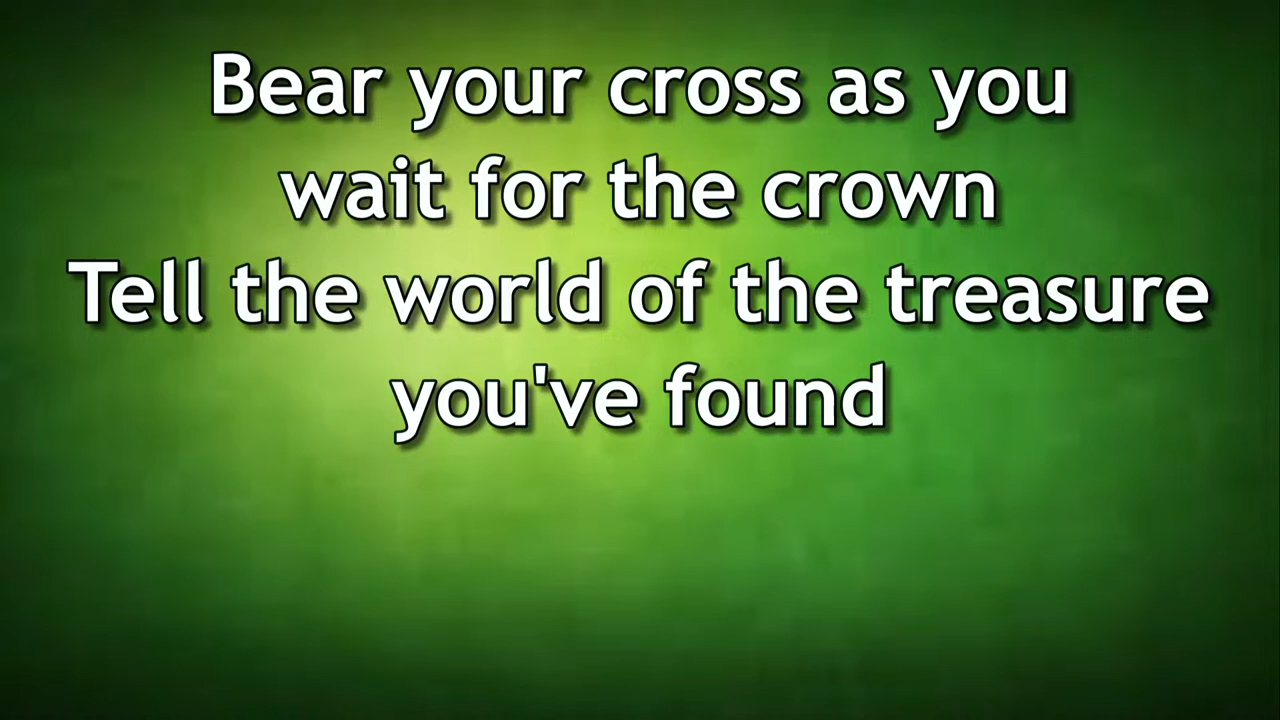 Bear your cross as you
wait for the crown
Tell the world of the treasure
you've found